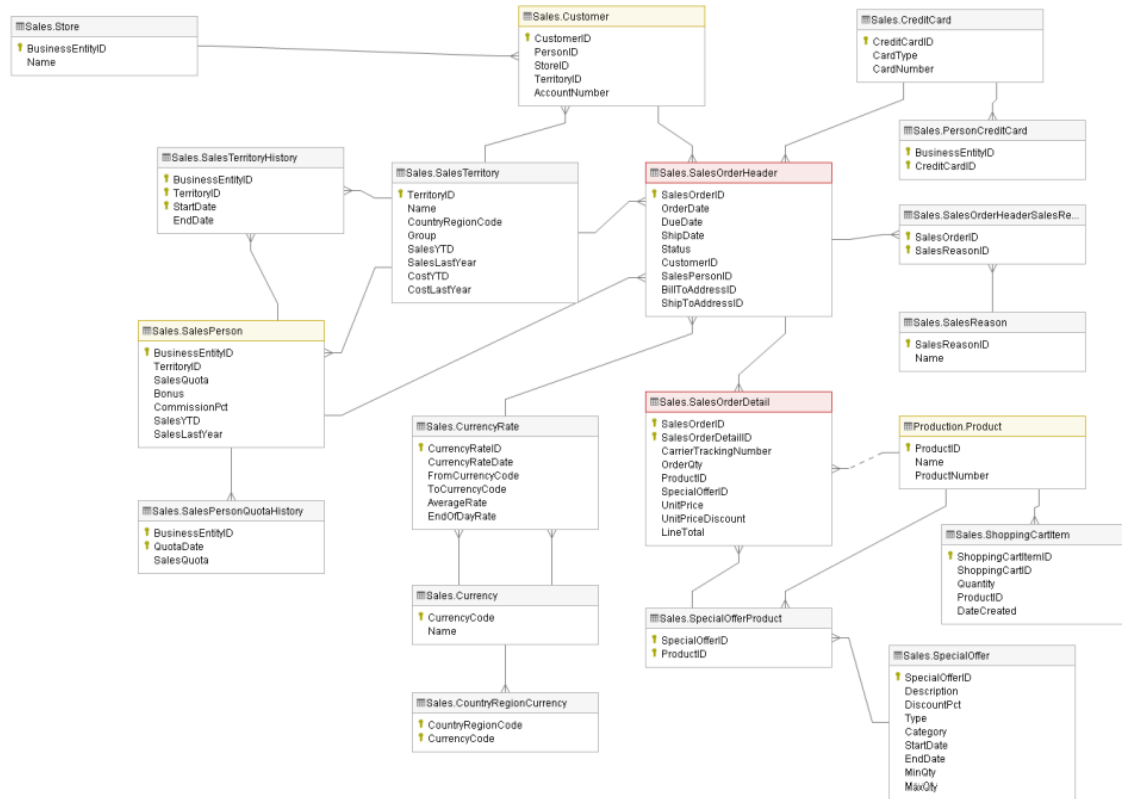 Sales.Store
BusinessEntityID
Name
Sales.Customer
CustomerID
PersonID
StoreID
TerritoryID
AccountNumber
Sales.CreditCard
CreditCardID
CardType
CardNumber
Sales.PersonCreditCard
BusinessEntityID
CreditCardID
Sales.SalesTerritoryHistory
BusinessEntityID
TerritoryID
StartDate
EndDate
Sales.SalesTerritory
TerritoryID
Name
CountryRegionCode
Group
SalesYTD
SalesLastYear
CostYTD
CostLastYear
Sales.SalesOrderHeader
SalesOrderID
OrderDate
DueDate
ShipDate
Status
CustomerID
SalesPersonID
BillToAddressID
ShipToAddressID
Sales.SalesOrderHeaderSalesRe...
SalesOrderID
SalesReasonID
Sales.SalesReason
SalesReasonID
Name
Sales.SalesPerson
BusinessEntityID
TerritoryID
SalesQuota
Bonus
CommissionPct
SalesYTD
SalesLastYear
Sales.CurrencyRate
CurrencyRateID
CurrencyRateDate
FromCurrencyCode
ToCurrencyCode
AverageRate
EndOfDayRate
Sales.SalesOrderDetail
SalesOrderID
SalesOrderDetailID
CarrierTrackingNumber
OrderQty
ProductID
SpecialOfferID
UnitPrice
UnitPriceDiscount
LineTotal
Production.Product
ProductID
Name
ProductNumber
Sales.SalesPersonQuotaHistory
BusinessEntityID
QuotaDate
SalesQuota
Sales.ShoppingCartItem
ShoppingCartItemID
ShoppingCartID
Quantity
ProductID
DateCreated
Sales.Currency
CurrencyCode
Name
Sales.SpecialOfferProduct
SpecialOfferID
ProductID
Sales.SpecialOffer
SpecialOfferID
Description
DiscountPct
Type
Category
StartDate
EndDate
MinQty
MaxQty
Sales.CountryRegionCurrency
CountryRegionCode
CurrencyCode